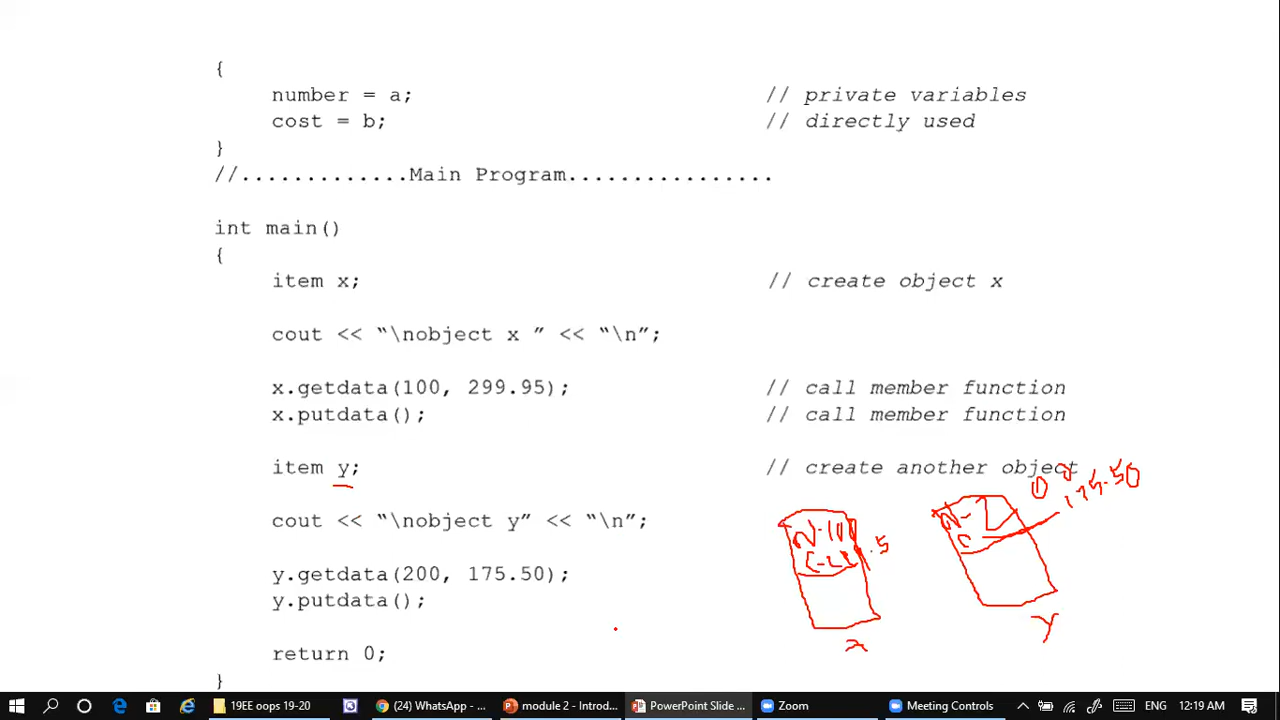 {
number = a; // private variables
cost = b; // directly used
}
//.............Main Program................
int main()
{
item x; // create object x
cout << “\nobject x ” << “\n”;
x.getdata(100, 299.95); // call member function
x.putdata(); // call member function
item y; // create another object
175.50
cout << “\nobject y” << “\n”;
N-100
y.getdata(200, 175.50);
y.putdata();
x
y
return 0;
}
19EE oops 19-20
(24) WhatsApp - ...
module 2 - Introd...
PowerPoint Slide ...
Zoom
Meeting Controls
ENG
12:19 AM